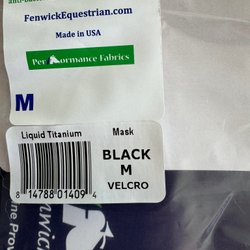 FenwickEquestrian.com
Made in USA
Performance Fabrics
M
Liquid Titanium Mask
BLACK
M
VELCRO
8 14788 01409 4